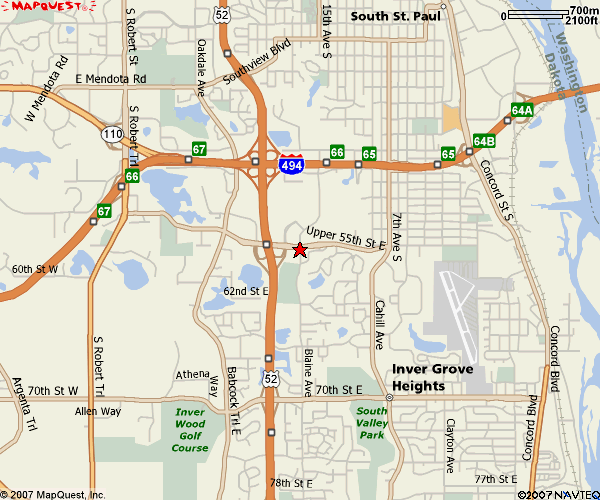 MAPQUEST
0 700m
2100ft
52
15th Ave S
South St. Paul
S Robert St
Oakdale Ave
Southview Blvd
E Mendota Rd
W Mendota Rd
Washington
Dakota
64A
110
S Robert Trl
67
494
66
65
65
64B
66
67
Concord St S
7th Ave S
Upper 55th St E
60th St W
62nd St E
Cahill Ave
S Robert Trl
Blaine Ave
Concord Blvd
Athena Way
Babcock Trl E
52
Inver Grove
Heights
70th St W
70th St E
Argenta Trl
Allen Way
Inver
Wood
Golf
Course
South
Valley
Park
Clayton Ave
Concord Blvd
78th St E
77th St E
© 2007 MapQuest, Inc.
©2007 NAVTEQ